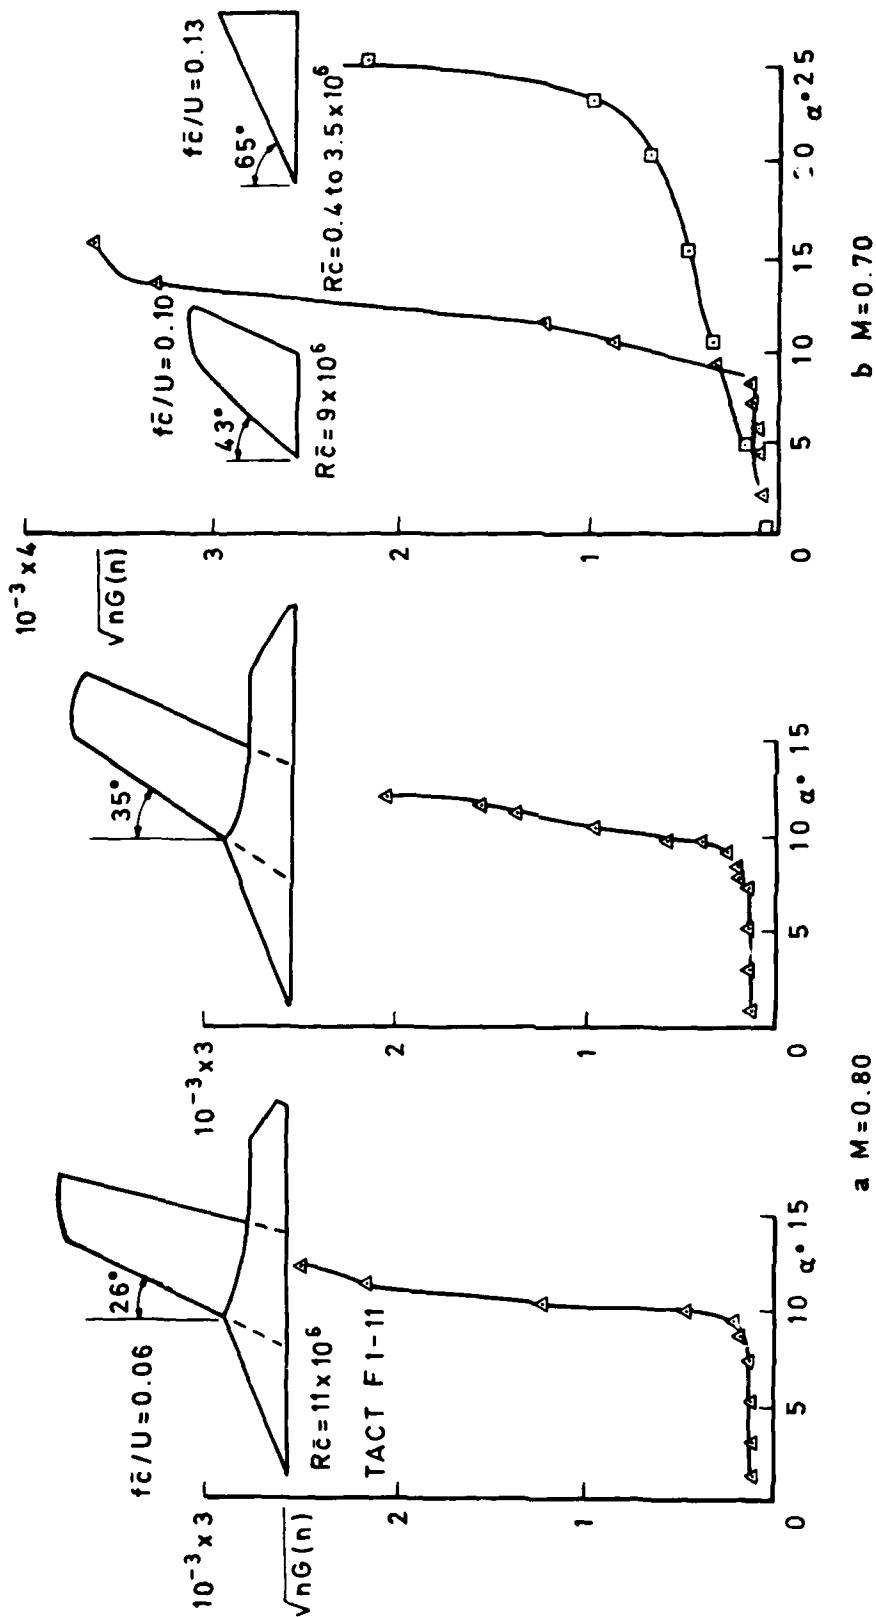 10⁻³ x 3
√nG(n)
2
1
0
5
10
α°
15
fc̄/U = 0.06
26°
Rc̄ = 11 x 10⁶
TACT F1-11
10⁻³ x 3
2
1
0
5
10
α°
15
35°
a M = 0.80
10⁻³ x 4
√nG(n)
3
2
1
0
5
10
15
20
α°
25
fc̄/U = 0.10
43°
Rc̄ = 9 x 10⁶
fc̄/U = 0.13
65°
Rc̄ = 0.4 to 3.5 x 10⁶
b M = 0.70